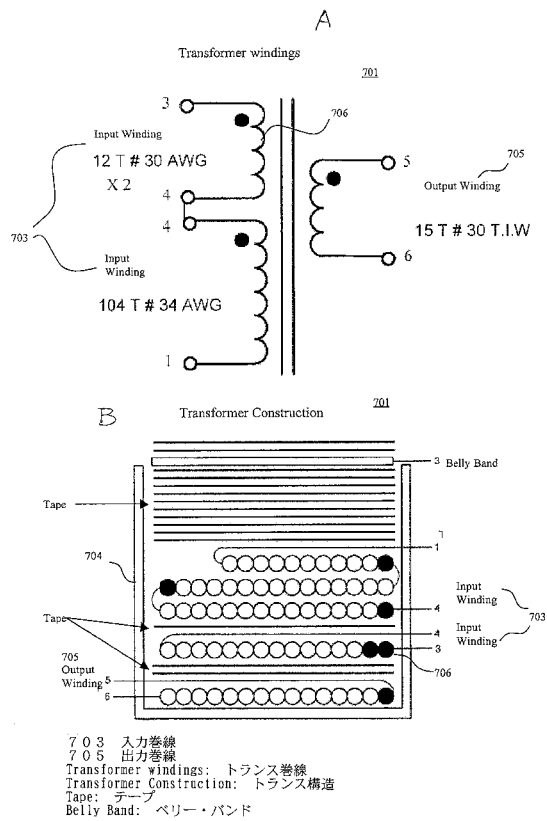 A
Transformer windings
701
3
706
Input Winding
12 T # 30 AWG
X 2
4
4
703
Input
Winding
104 T # 34 AWG
1
5
705
Output Winding
15 T # 30 T.I.W
6
B
Transformer Construction
701
3 Belly Band
Tape
1
704
4
Input
Winding
703
Tape
4
Input
Winding
3
706
705
Output
Winding
5
6
703 入力巻線
705 出力巻線
Transformer windings: トランス巻線
Transformer Construction: トランス構造
Tape: テープ
Belly Band: ベリー・バンド